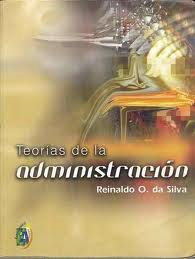 Teorías de la
administración
Reinaldo O. da Silva